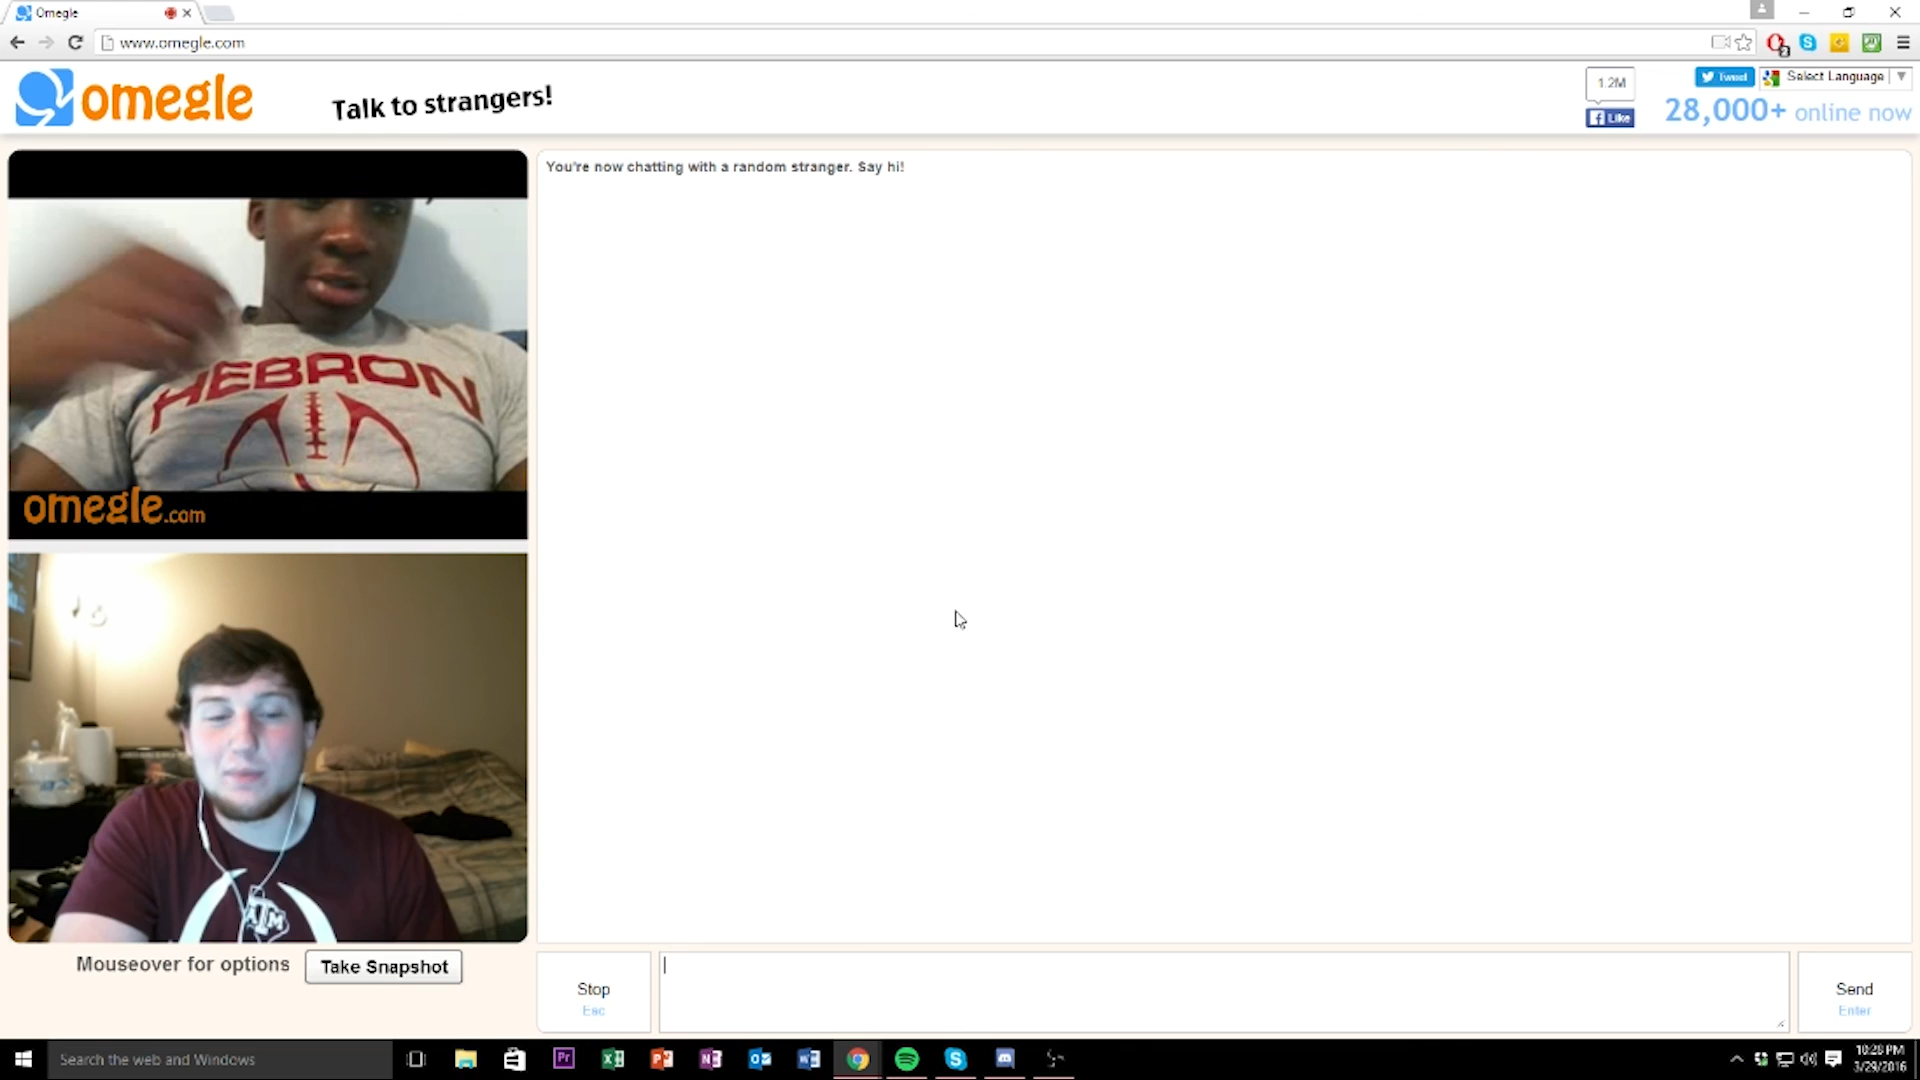 Omegle
www.omegle.com
omegle
Talk to strangers!
1.2M
Like
Tweet
Select Language
28,000+ online now
You're now chatting with a random stranger. Say hi!
HEBRON
omegle.com
ATM
Mouseover for options
Take Snapshot
Stop
Esc
Send
Enter
Search the web and Windows
10:28 PM
3/29/2016